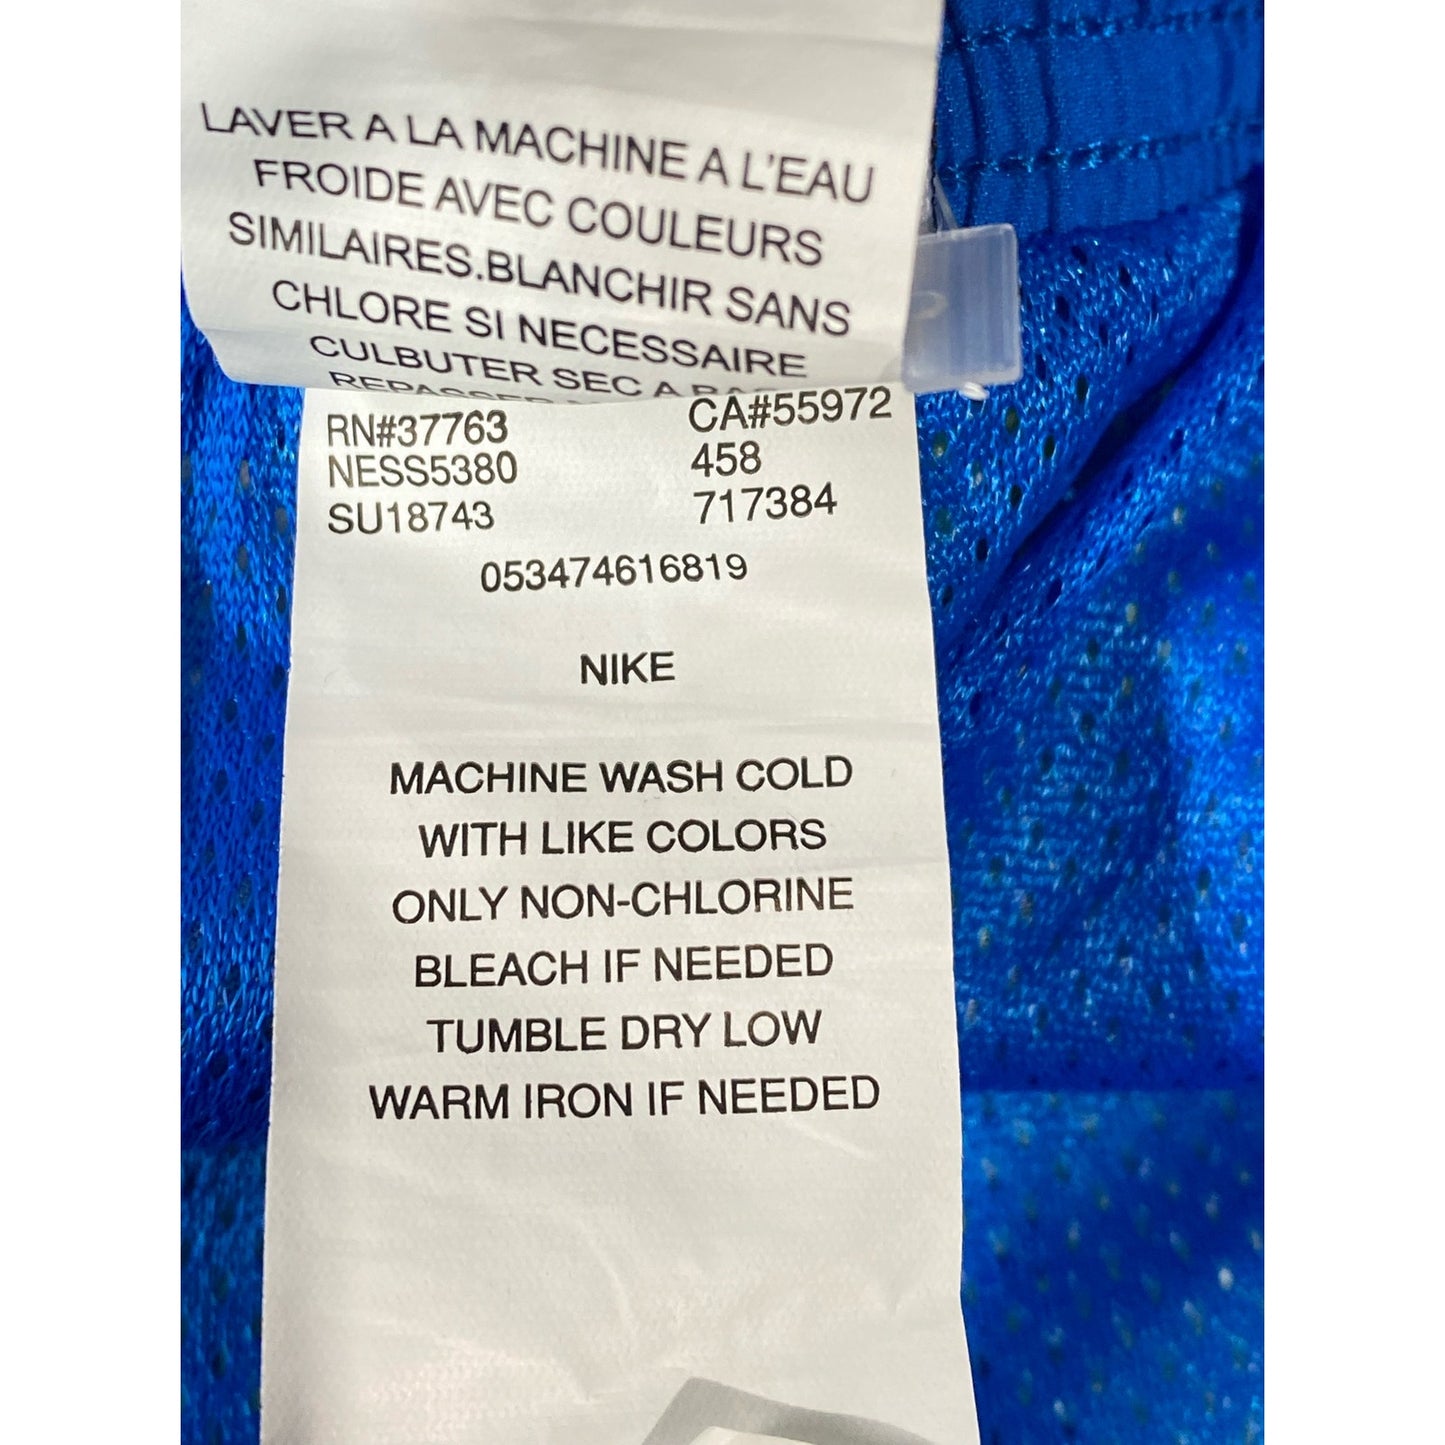 LAVER A LA MACHINE A L'EAU
FROIDE AVEC COULEURS
SIMILAIRES.BLANCHIR SANS
CHLORE SI NECESSAIRE
CULBUTER SEC A
REPASSER
RN#37763 CA#55972
NESS5380 458
SU18743 717384
053474616819
NIKE
MACHINE WASH COLD
WITH LIKE COLORS
ONLY NON-CHLORINE
BLEACH IF NEEDED
TUMBLE DRY LOW
WARM IRON IF NEEDED